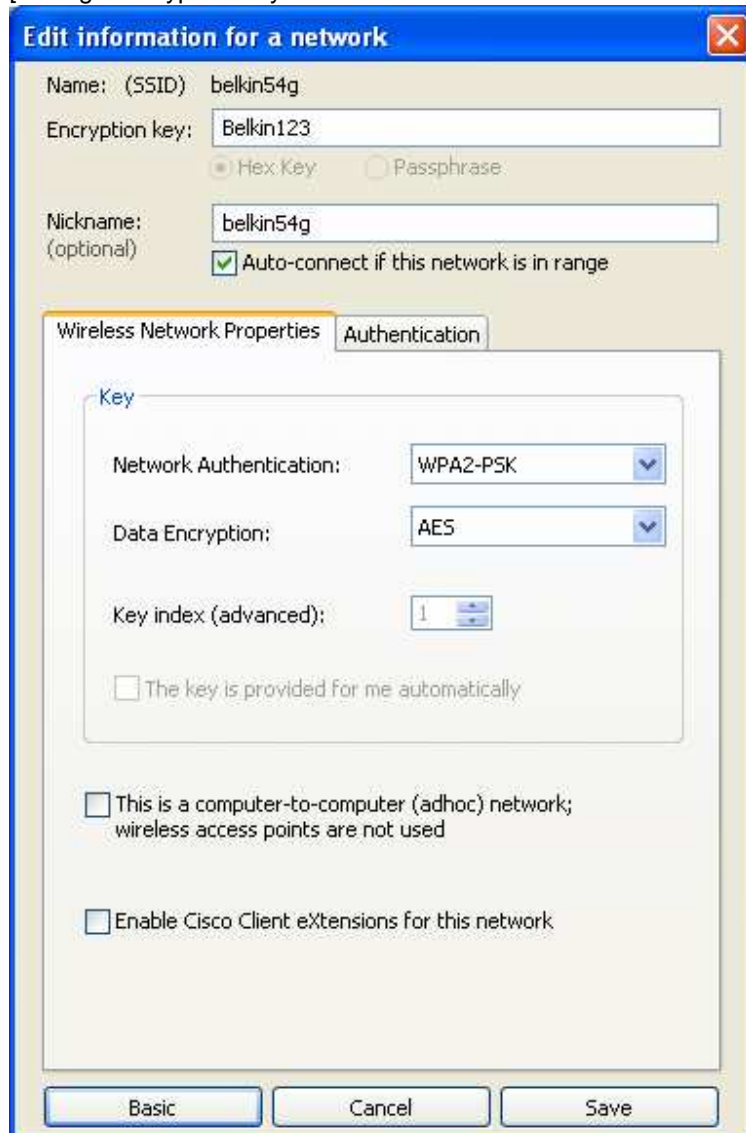 Edit information for a network
Name: (SSID) belkin54g
Encryption key: Belkin123
Hex Key Passphrase
Nickname: belkin54g
(optional)
Auto-connect if this network is in range
Wireless Network Properties Authentication
Key
Network Authentication: WPA2-PSK
Data Encryption: AES
Key index (advanced): 1
The key is provided for me automatically
This is a computer-to-computer (adhoc) network;
wireless access points are not used
Enable Cisco Client eXtensions for this network
Basic Cancel Save